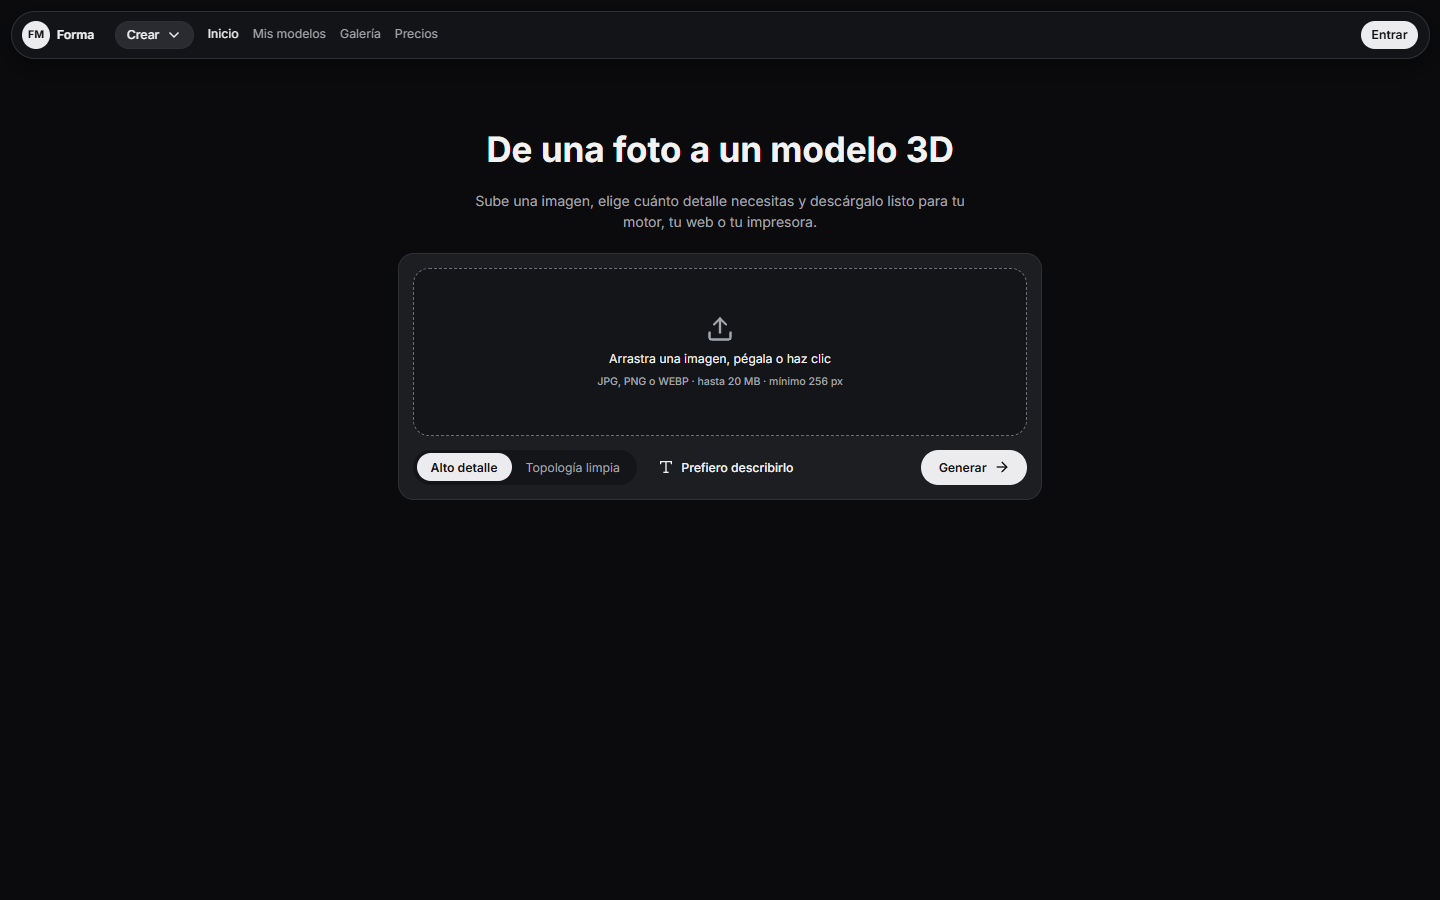 FM Forma Crear Inicio Mis modelos Galería Precios Entrar
De una foto a un modelo 3D
Sube una imagen, elige cuánto detalle necesitas y descárgalo listo para tu
motor, tu web o tu impresora.
Arrastra una imagen, pégala o haz clic
JPG, PNG o WEBP · hasta 20 MB · mínimo 256 px
Alto detalle Topología limpia Prefiero describirlo Generar